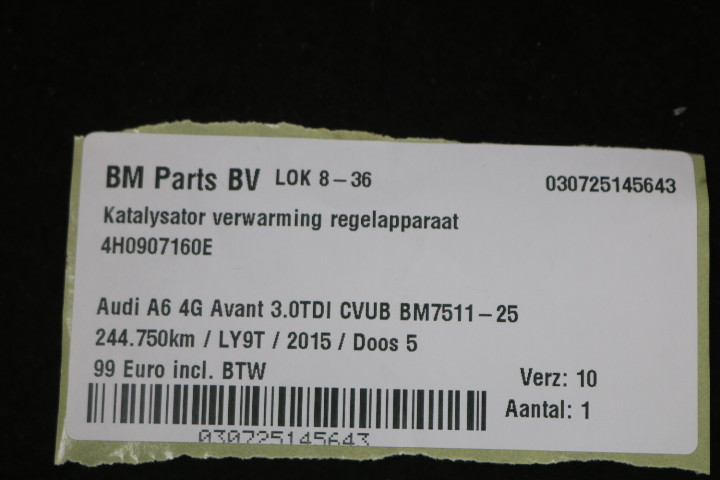 BM Parts BV LOK 8-36 030725145643
Katalysator verwarming regelapparaat
4H0907160E
Audi A6 4G Avant 3.0TDI CVUB BM7511-25
244.750km / LY9T / 2015 / Doos 5
99 Euro incl. BTW
Verz: 10
Aantal: 1
030725145643